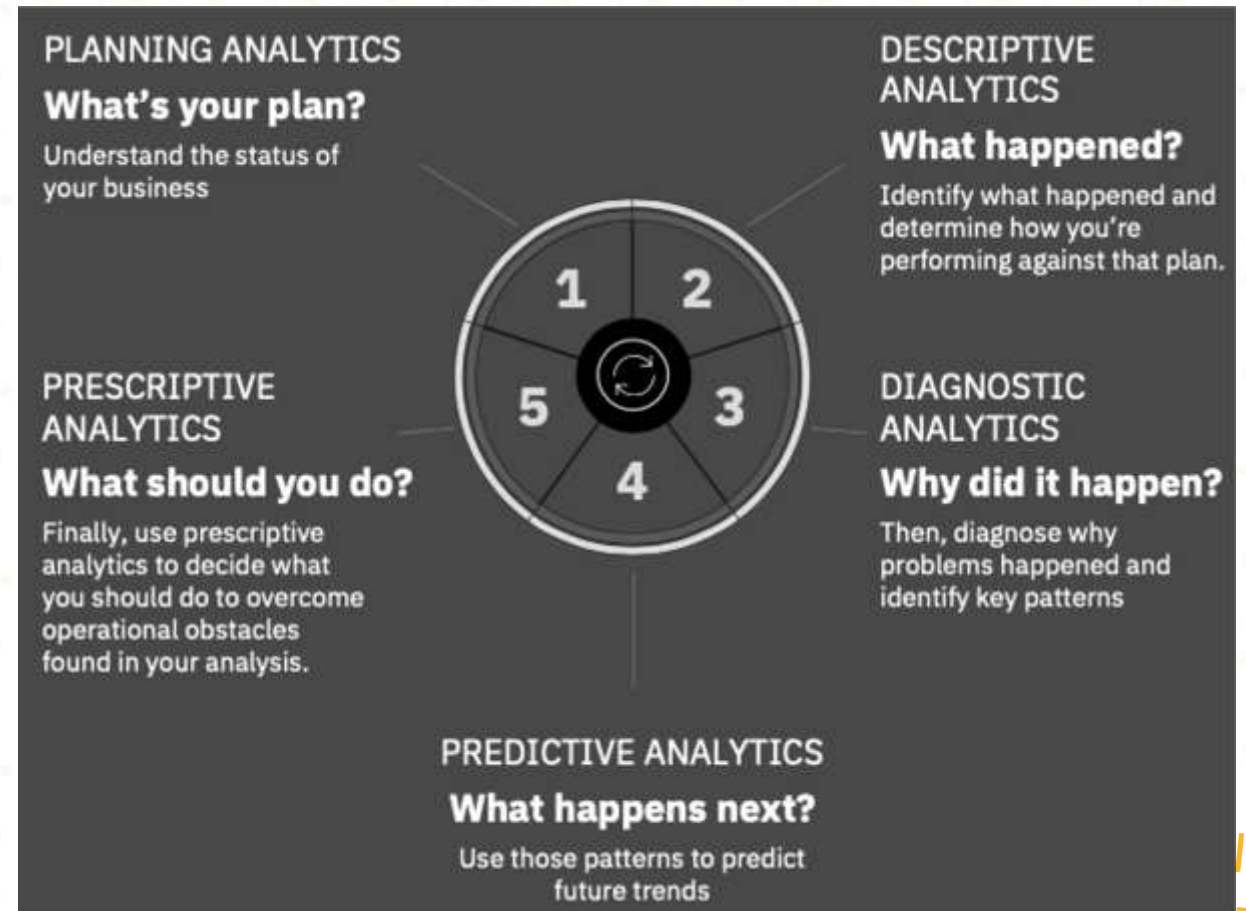 PLANNING ANALYTICS
What's your plan?
Understand the status of
your business
DESCRIPTIVE
ANALYTICS
What happened?
Identify what happened and
determine how you're
performing against that plan.
1
2
3
4
5
DIAGNOSTIC
ANALYTICS
Why did it happen?
Then, diagnose why
problems happened and
identify key patterns
PREDICTIVE ANALYTICS
What happens next?
Use those patterns to predict
future trends
PRESCRIPTIVE
ANALYTICS
What should you do?
Finally, use prescriptive
analytics to decide what
you should do to overcome
operational obstacles
found in your analysis.